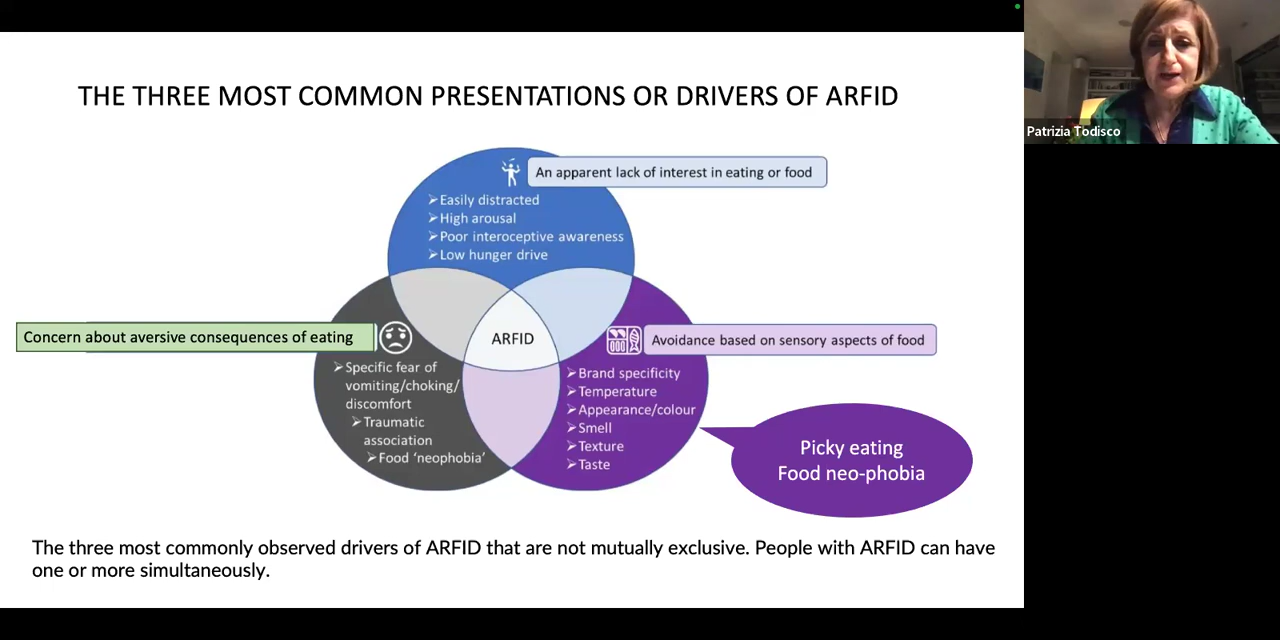 THE THREE MOST COMMON PRESENTATIONS OR DRIVERS OF ARFID
An apparent lack of interest in eating or food
➢Easily distracted
➢High arousal
➢Poor interoceptive awareness
➢Low hunger drive
Concern about aversive consequences of eating
➢Specific fear of
vomiting/choking/
discomfort
➢Traumatic
association
➢Food ‘neophobia’
ARFID
Avoidance based on sensory aspects of food
➢Brand specificity
➢Temperature
➢Appearance/colour
➢Smell
➢Texture
➢Taste
Picky eating
Food neo-phobia
The three most commonly observed drivers of ARFID that are not mutually exclusive. People with ARFID can have
one or more simultaneously.
Patrizia Todisco